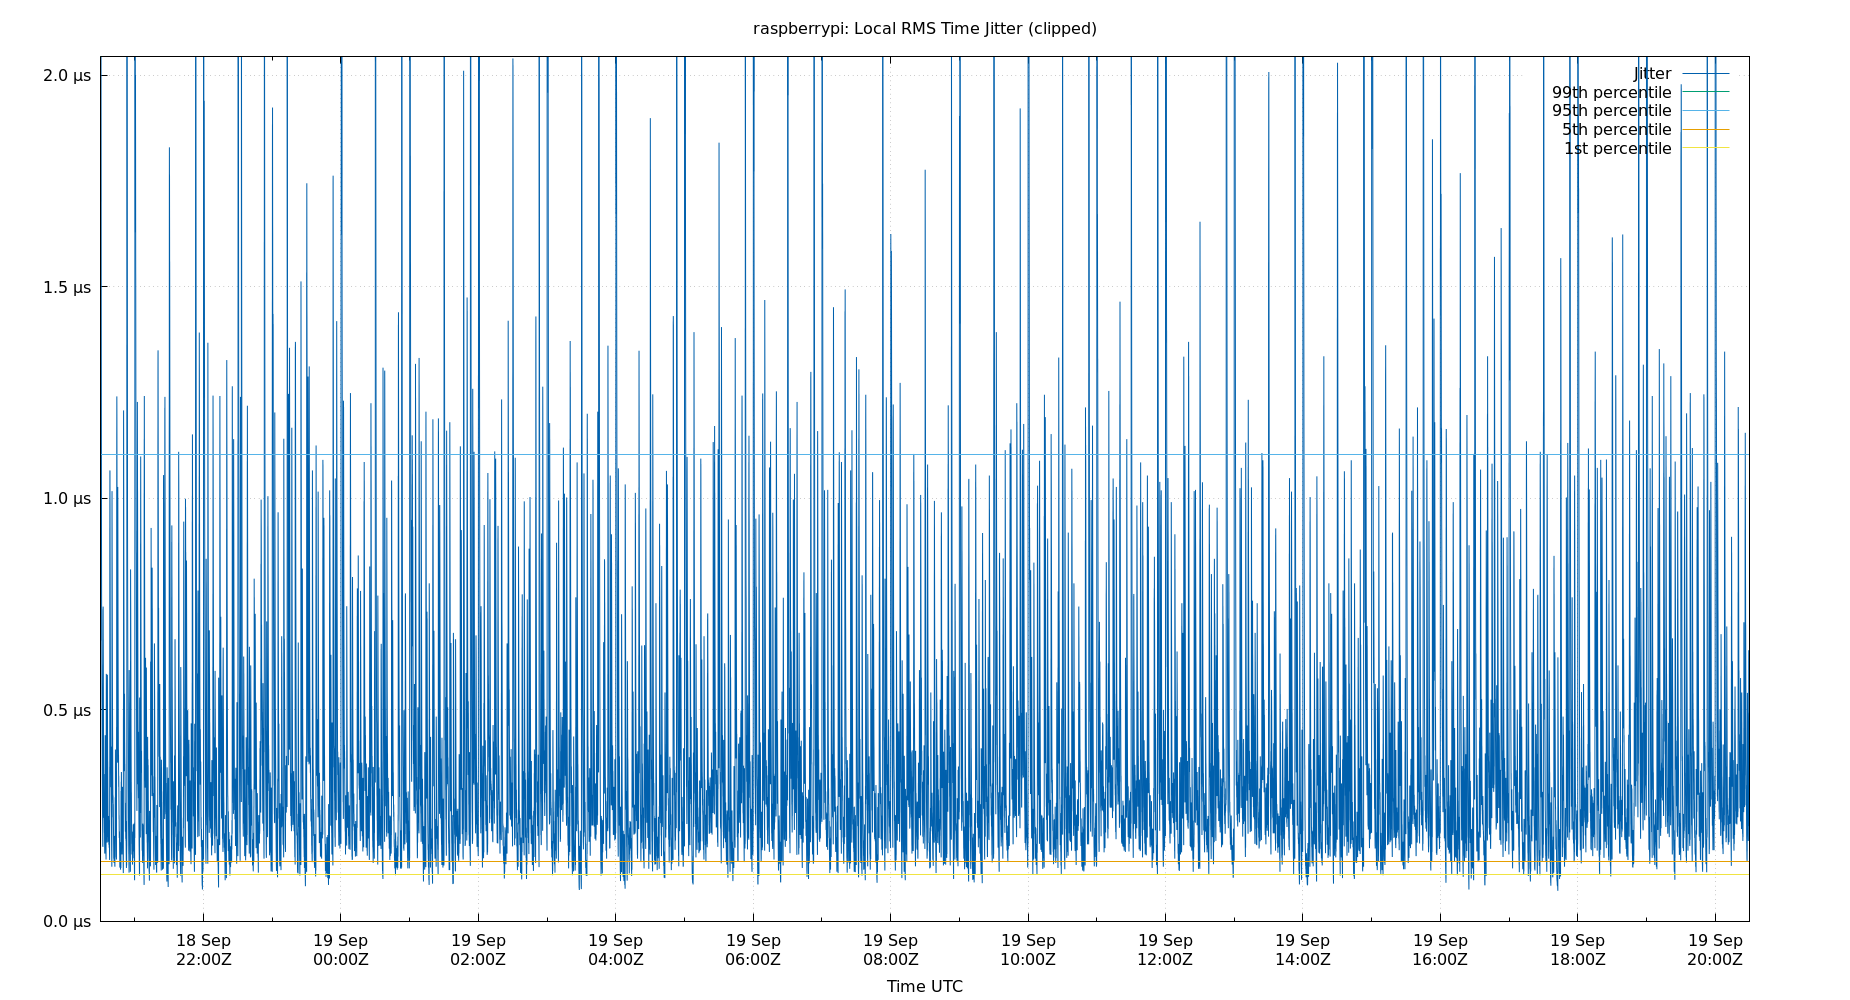 raspberrypi: Local RMS Time Jitter (clipped)
2.0 µs
1.5 µs
1.0 µs
0.5 µs
0.0 µs
Jitter
99th percentile
95th percentile
5th percentile
1st percentile
18 Sep 19 Sep 19 Sep 19 Sep 19 Sep 19 Sep 19 Sep 19 Sep 19 Sep 19 Sep 19 Sep 19 Sep
22:00Z 00:00Z 02:00Z 04:00Z 06:00Z 08:00Z 10:00Z 12:00Z 14:00Z 16:00Z 18:00Z 20:00Z
Time UTC